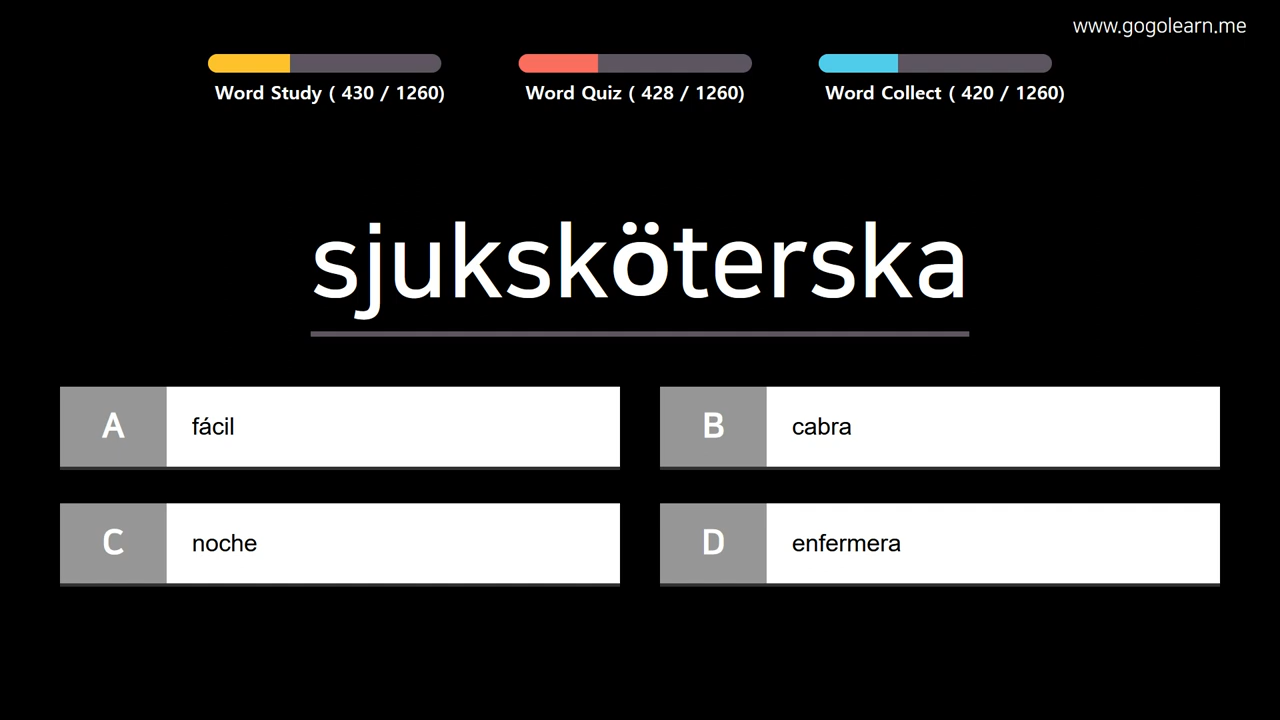 www.gogolearn.me
Word Study ( 430 / 1260)
Word Quiz ( 428 / 1260)
Word Collect ( 420 / 1260)
sjuksköterska
A fácil
B cabra
C noche
D enfermera